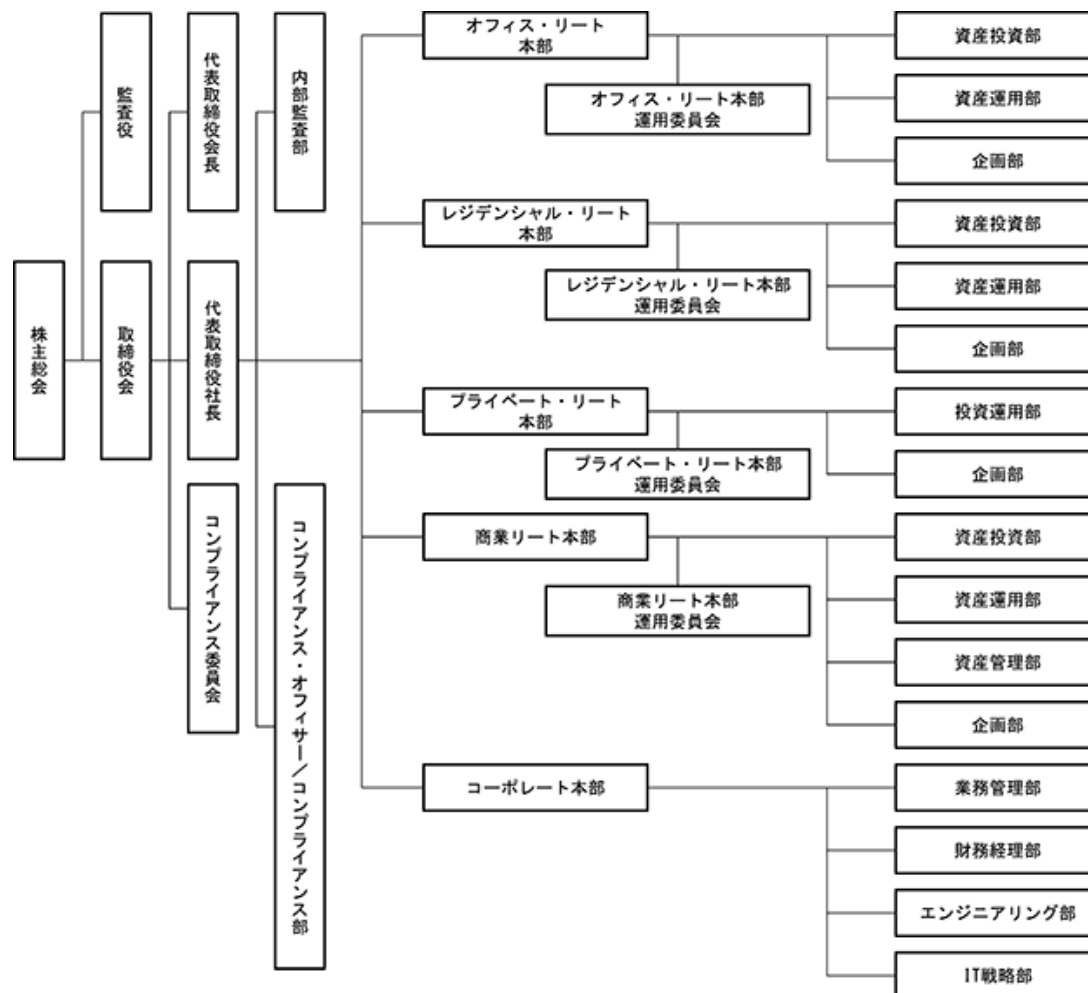 株主総会
監査役
取締役会
代表取締役会長
代表取締役社長
コンプライアンス委員会
内部監査部
コンプライアンス・オフィサー／コンプライアンス部
オフィス・リート
本部
オフィス・リート本部
運用委員会
資産投資部
資産運用部
企画部
レジデンシャル・リート
本部
レジデンシャル・リート本部
運用委員会
資産投資部
資産運用部
企画部
プライベート・リート
本部
プライベート・リート本部
運用委員会
投資運用部
企画部
商業リート本部
商業リート本部
運用委員会
資産投資部
資産運用部
資産管理部
企画部
コーポレート本部
業務管理部
財務経理部
エンジニアリング部
IT戦略部